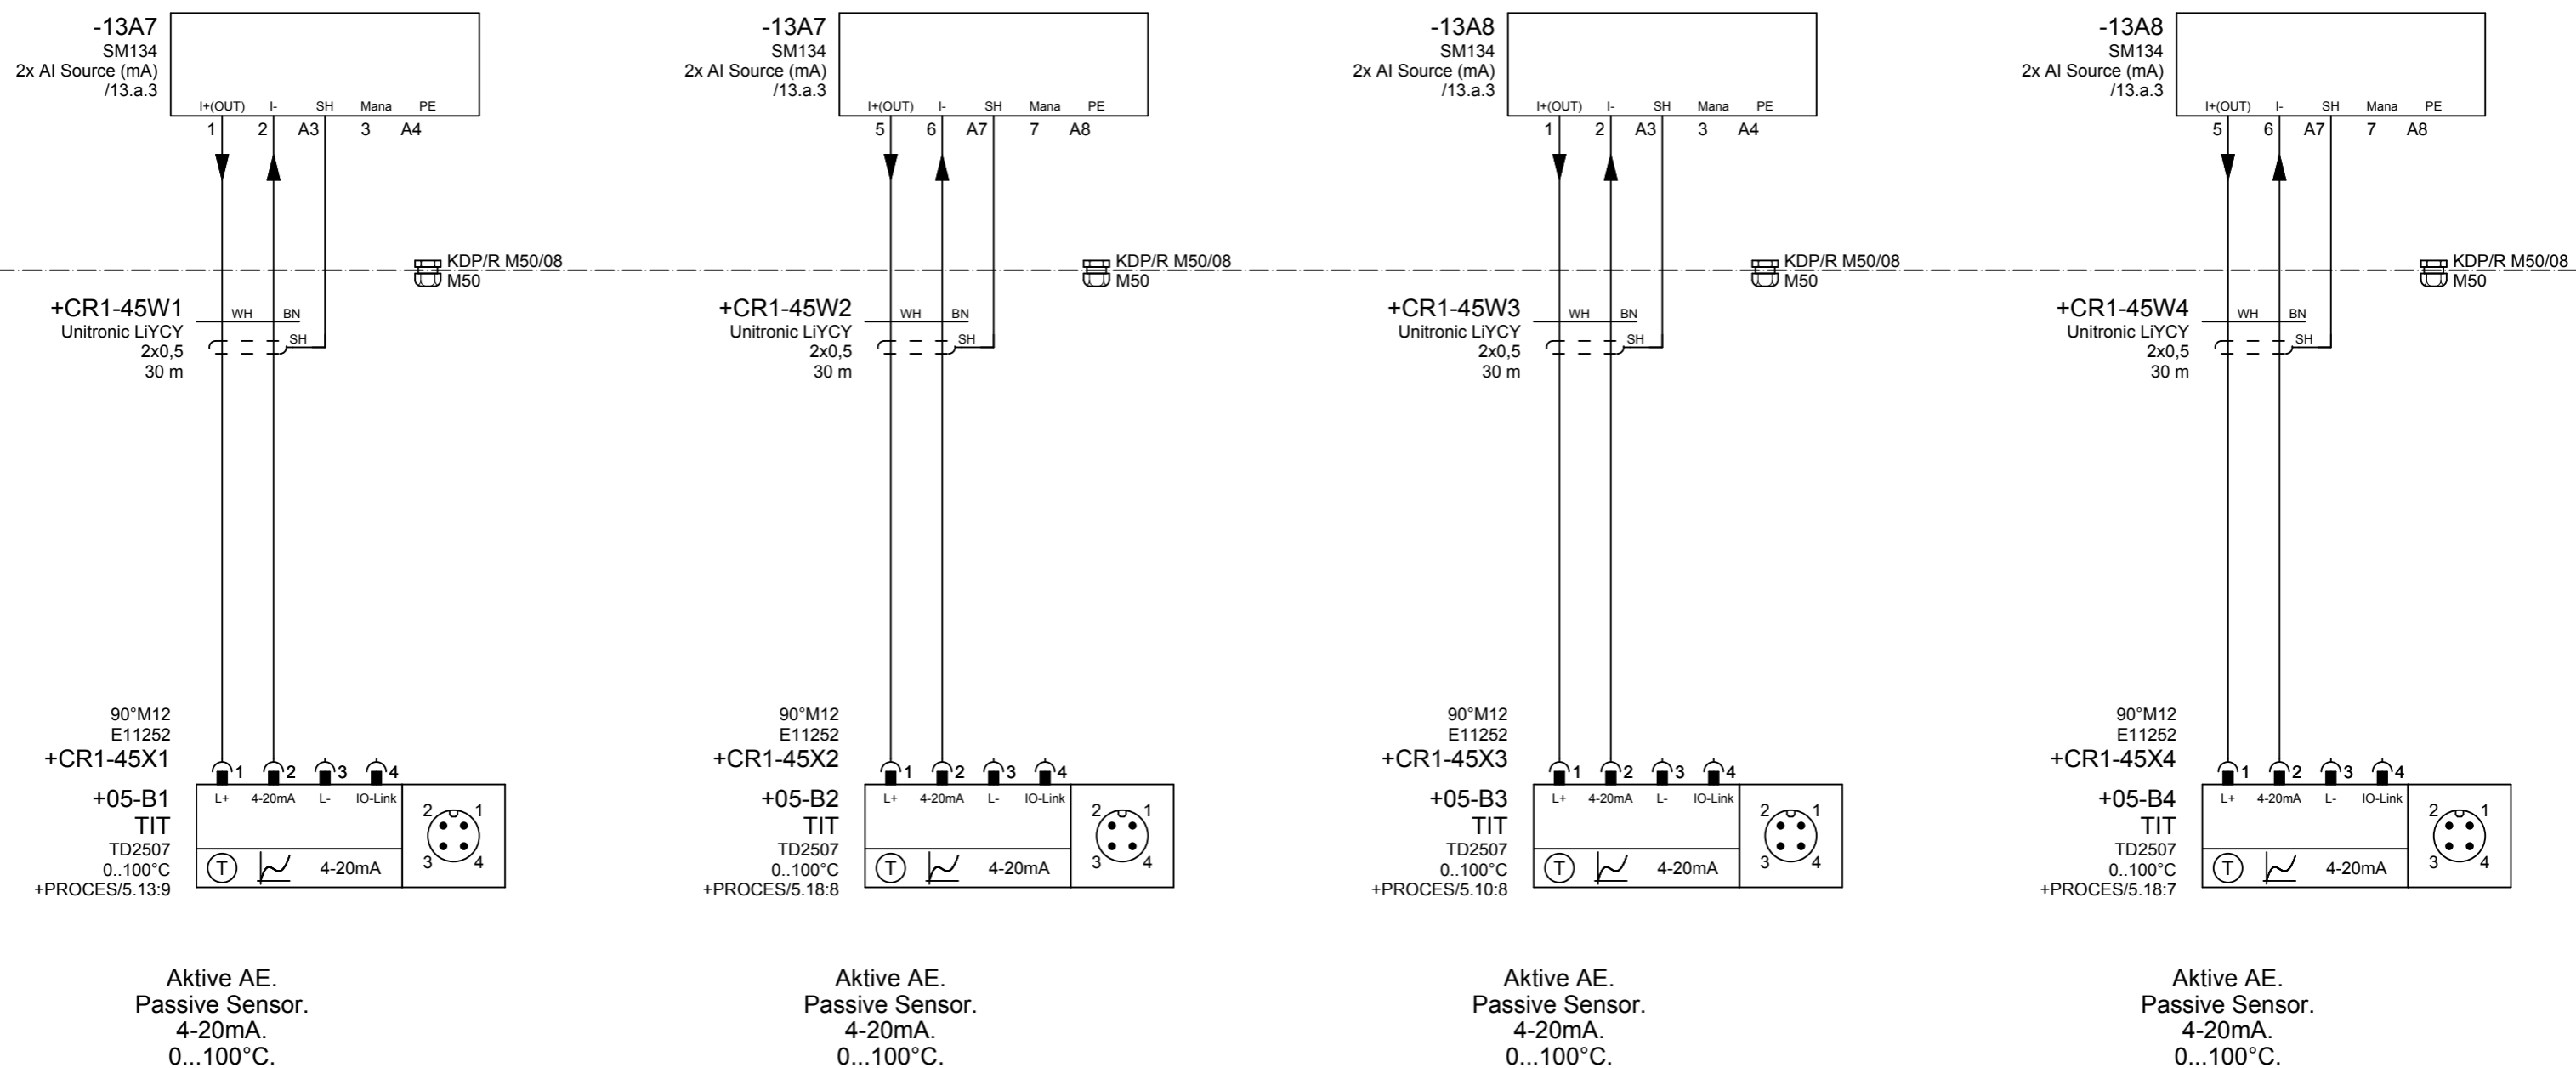 -13A7
SM134
2x AI Source (mA)
/13.a.3
I+(OUT) I- SH Mana PE
1 2 A3 3 A4
KDP/R M50/08
M50
+CR1-45W1
Unitronic LiYCY
2x0,5
30 m
WH BN
SH
90°M12
E11252
+CR1-45X1
1 2 3 4
+05-B1
TIT
TD2507
0..100°C
+PROCES/5.13:9
L+ 4-20mA L- IO-Link
T 4-20mA
2 1
3 4
Aktive AE.
Passive Sensor.
4-20mA.
0...100°C.
-13A7
SM134
2x AI Source (mA)
/13.a.3
I+(OUT) I- SH Mana PE
5 6 A7 7 A8
KDP/R M50/08
M50
+CR1-45W2
Unitronic LiYCY
2x0,5
30 m
WH BN
SH
90°M12
E11252
+CR1-45X2
1 2 3 4
+05-B2
TIT
TD2507
0..100°C
+PROCES/5.18:8
L+ 4-20mA L- IO-Link
T 4-20mA
2 1
3 4
Aktive AE.
Passive Sensor.
4-20mA.
0...100°C.
-13A8
SM134
2x AI Source (mA)
/13.a.3
I+(OUT) I- SH Mana PE
1 2 A3 3 A4
KDP/R M50/08
M50
+CR1-45W3
Unitronic LiYCY
2x0,5
30 m
WH BN
SH
90°M12
E11252
+CR1-45X3
1 2 3 4
+05-B3
TIT
TD2507
0..100°C
+PROCES/5.10:8
L+ 4-20mA L- IO-Link
T 4-20mA
2 1
3 4
Aktive AE.
Passive Sensor.
4-20mA.
0...100°C.
-13A8
SM134
2x AI Source (mA)
/13.a.3
I+(OUT) I- SH Mana PE
5 6 A7 7 A8
KDP/R M50/08
M50
+CR1-45W4
Unitronic LiYCY
2x0,5
30 m
WH BN
SH
90°M12
E11252
+CR1-45X4
1 2 3 4
+05-B4
TIT
TD2507
0..100°C
+PROCES/5.18:7
L+ 4-20mA L- IO-Link
T 4-20mA
2 1
3 4
Aktive AE.
Passive Sensor.
4-20mA.
0...100°C.